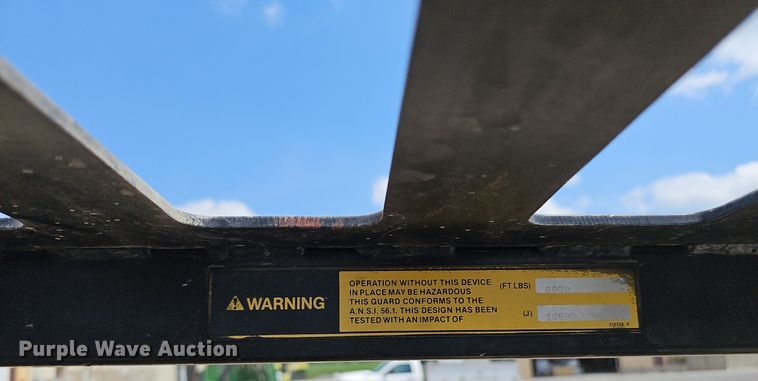 WARNING
OPERATION WITHOUT THIS DEVICE
IN PLACE MAY BE HAZARDOUS
THIS GUARD CONFORMS TO THE
A.N.S.I. 56.1. THIS DESIGN HAS BEEN
TESTED WITH AN IMPACT OF
(FT LBS) 8000
(J) 10800
Purple Wave Auction